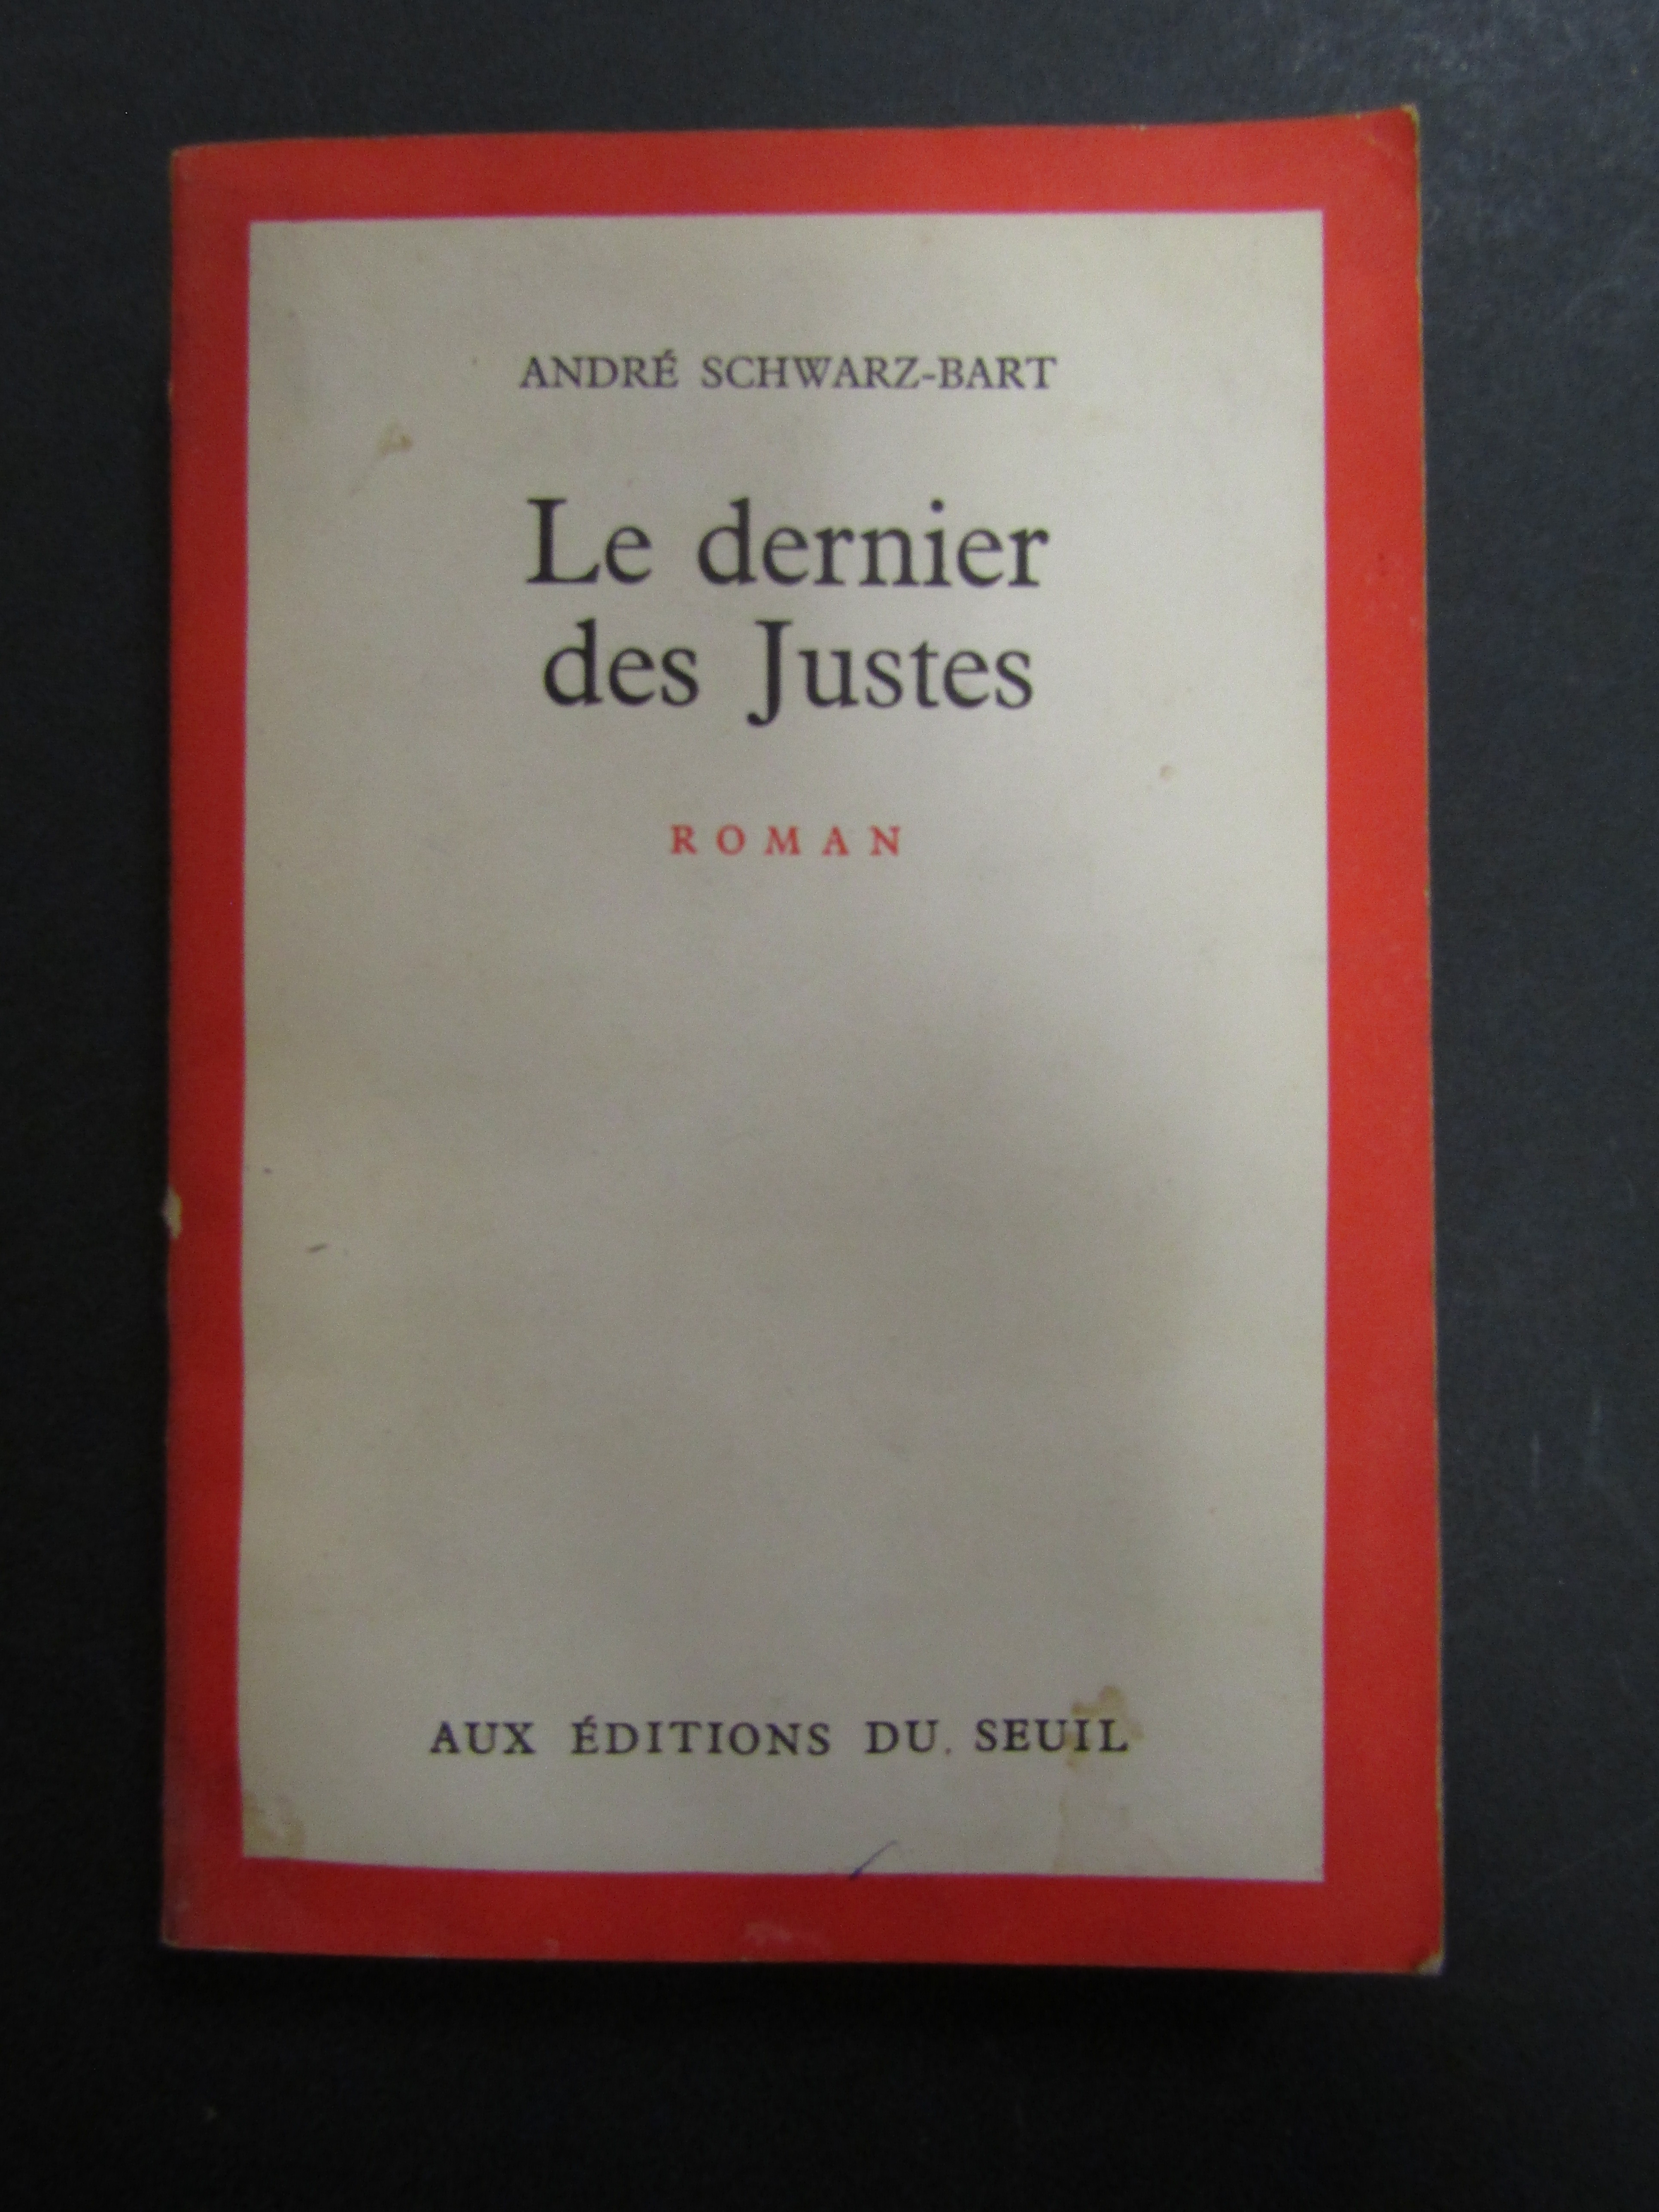 ANDRÉ SCHWARZ-BART
Le dernier
des Justes
ROMAN
AUX ÉDITIONS DU SEUIL